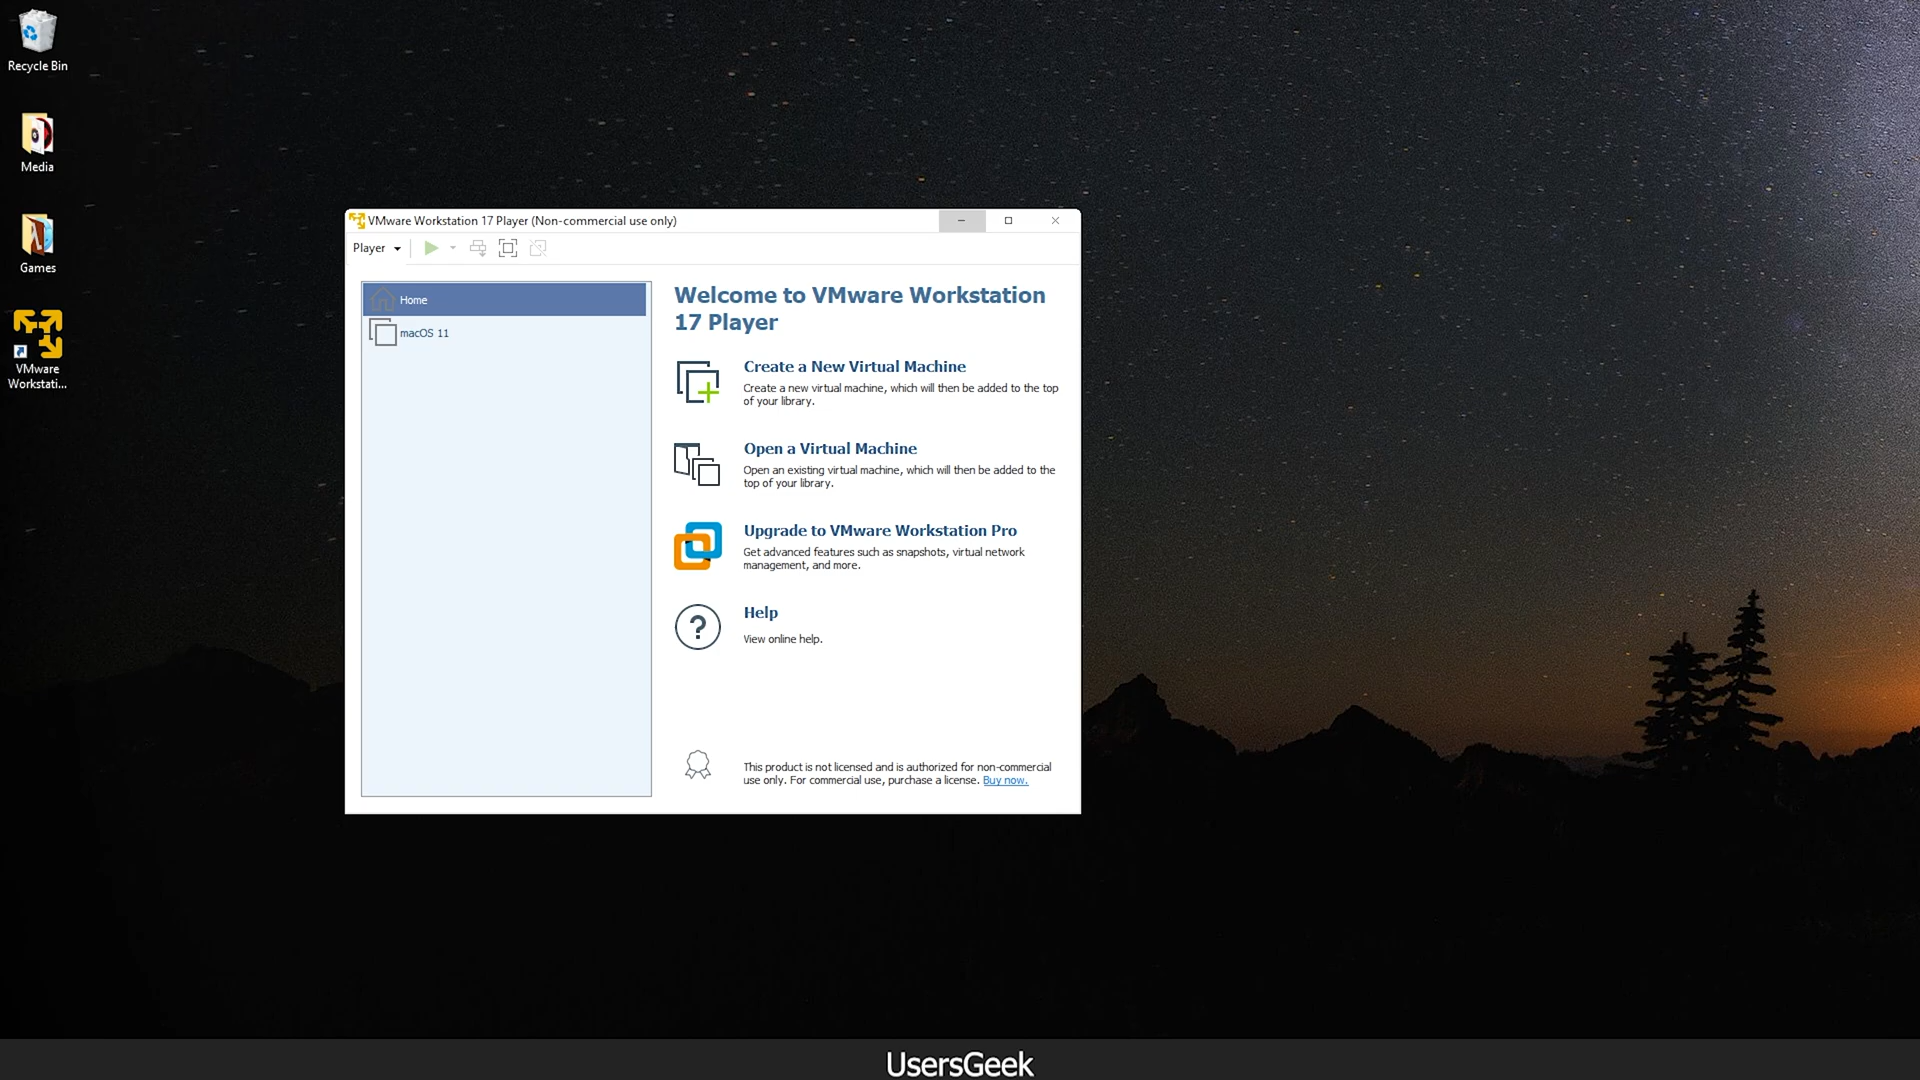 Recycle Bin
Media
Games
VMware
Workstati...
VMware Workstation 17 Player (Non-commercial use only)
Player
Home
macOS 11
Welcome to VMware Workstation
17 Player
Create a New Virtual Machine
Create a new virtual machine, which will then be added to the top
of your library.
Open a Virtual Machine
Open an existing virtual machine, which will then be added to the
top of your library.
Upgrade to VMware Workstation Pro
Get advanced features such as snapshots, virtual network
management, and more.
?
Help
View online help.
This product is not licensed and is authorized for non-commercial
use only. For commercial use, purchase a license. Buy now.
UsersGeek